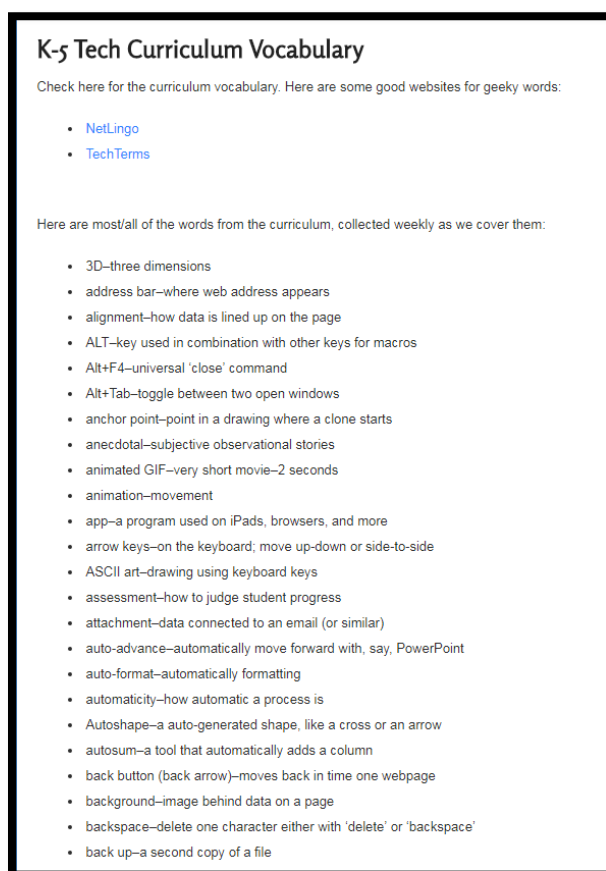 K-5 Tech Curriculum Vocabulary
Check here for the curriculum vocabulary. Here are some good websites for geeky words:
NetLingo
TechTerms
Here are most/all of the words from the curriculum, collected weekly as we cover them:
3D–three dimensions
address bar–where web address appears
alignment–how data is lined up on the page
ALT–key used in combination with other keys for macros
Alt+F4–universal ‘close’ command
Alt+Tab–toggle between two open windows
anchor point–point in a drawing where a clone starts
anecdotal–subjective observational stories
animated GIF–very short movie–2 seconds
animation–movement
app–a program used on iPads, browsers, and more
arrow keys–on the keyboard; move up-down or side-to-side
ASCII art–drawing using keyboard keys
assessment–how to judge student progress
attachment–data connected to an email (or similar)
auto-advance–automatically move forward with, say, PowerPoint
auto-format–automatically formatting
automaticity–how automatic a process is
Autoshape–a auto-generated shape, like a cross or an arrow
autosum–a tool that automatically adds a column
back button (back arrow)–moves back in time one webpage
background–image behind data on a page
backspace–delete one character either with ‘delete’ or ‘backspace’
back up–a second copy of a file